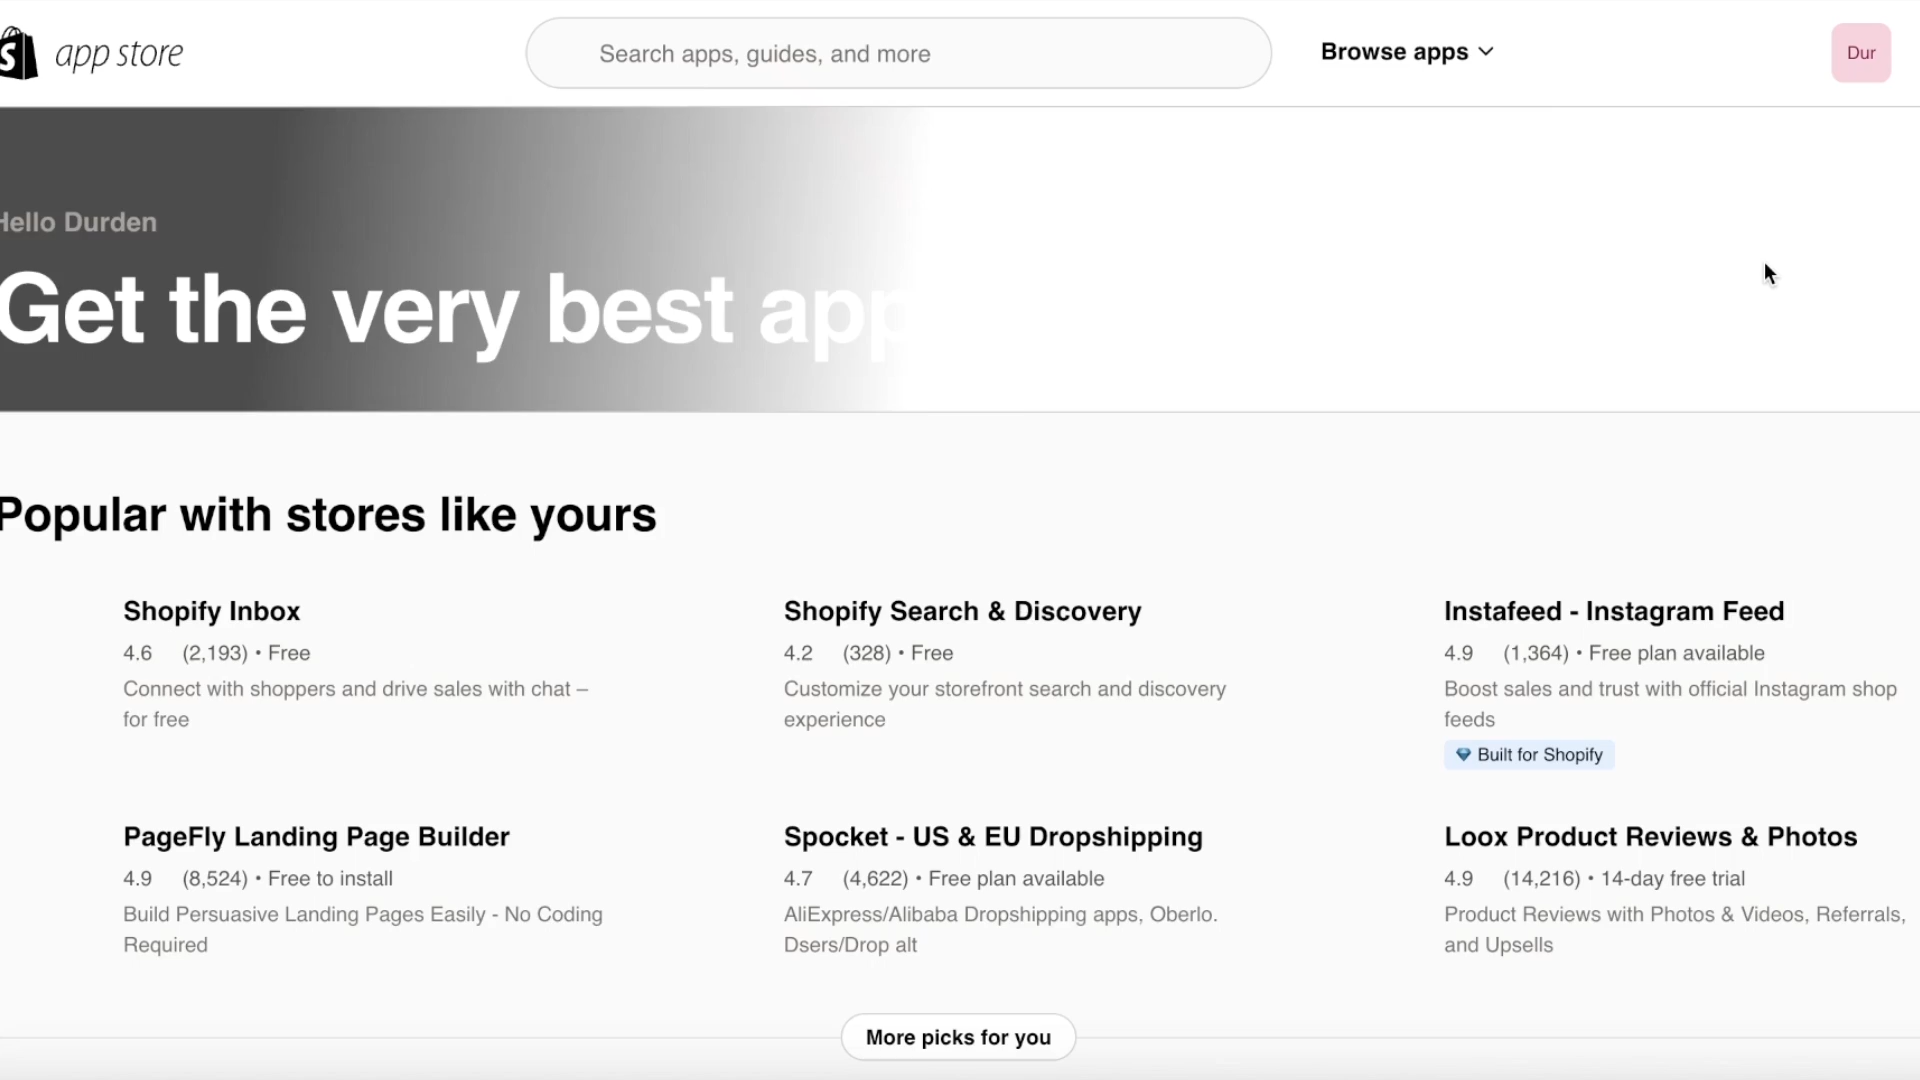 S app store
Search apps, guides, and more
Browse apps
Dur
Hello Durden
Get the very best app
Popular with stores like yours
Shopify Inbox
4.6 (2,193) • Free
Connect with shoppers and drive sales with chat –
for free
Shopify Search & Discovery
4.2 (328) • Free
Customize your storefront search and discovery
experience
Instafeed - Instagram Feed
4.9 (1,364) • Free plan available
Boost sales and trust with official Instagram shop
feeds
Built for Shopify
PageFly Landing Page Builder
4.9 (8,524) • Free to install
Build Persuasive Landing Pages Easily - No Coding
Required
Spocket - US & EU Dropshipping
4.7 (4,622) • Free plan available
AliExpress/Alibaba Dropshipping apps, Oberlo.
Dsers/Drop alt
Loox Product Reviews & Photos
4.9 (14,216) • 14-day free trial
Product Reviews with Photos & Videos, Referrals,
and Upsells
More picks for you